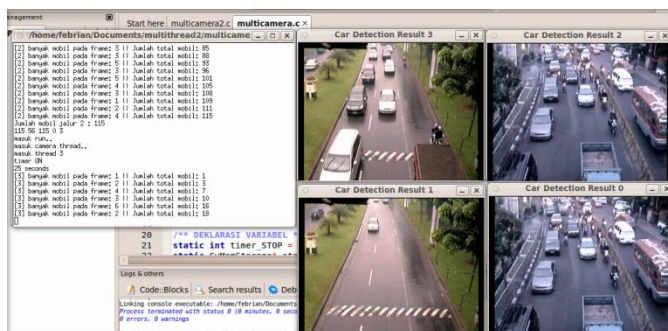 anagement
Start here
multicamera2.c
multicamera.c
/home/febrian/Documents/multithread2/multicame
[2] banyak mobil pada frame: 3 || Jumlah total mobil: 85
[2] banyak mobil pada frame: 3 || Jumlah total mobil: 88
[2] banyak mobil pada frame: 5 || Jumlah total mobil: 93
[2] banyak mobil pada frame: 3 || Jumlah total mobil: 96
[2] banyak mobil pada frame: 5 || Jumlah total mobil: 101
[2] banyak mobil pada frame: 4 || Jumlah total mobil: 105
[2] banyak mobil pada frame: 3 || Jumlah total mobil: 108
[2] banyak mobil pada frame: 1 || Jumlah total mobil: 109
[2] banyak mobil pada frame: 2 || Jumlah total mobil: 111
[2] banyak mobil pada frame: 4 || Jumlah total mobil: 115
Jumlah mobil jalur 2 : 115
115 56 115 0 3
masuk run..
masuk camera thread..
masuk thread 3
timer ON
25 seconds
[3] banyak mobil pada frame: 1 || Jumlah total mobil: 1
[3] banyak mobil pada frame: 2 || Jumlah total mobil: 3
[3] banyak mobil pada frame: 4 || Jumlah total mobil: 7
[3] banyak mobil pada frame: 3 || Jumlah total mobil: 10
[3] banyak mobil pada frame: 6 || Jumlah total mobil: 16
[3] banyak mobil pada frame: 2 || Jumlah total mobil: 18
Car Detection Result 3
Car Detection Result 2
Car Detection Result 1
Car Detection Result 0
20 /** DEKLARASI VARIABEL *
21 static int timer_STOP =
Logs & others
Code::Blocks
Search results
Deb
Linking console executable: /home/febrian/Documents
Process terminated with status 0 (0 minutes, 0 seco
0 errors, 0 warnings